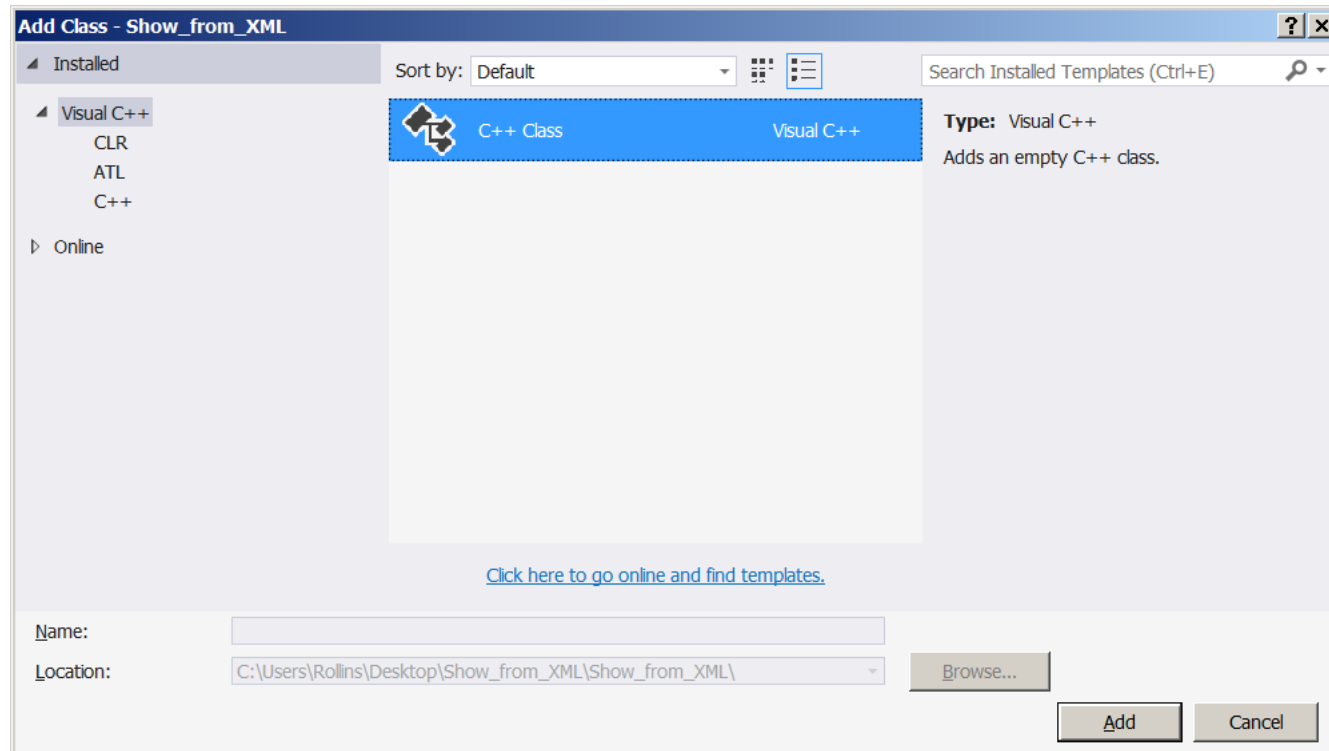 Add Class - Show_from_XML
Installed
Visual C++
CLR
ATL
C++
Online
Sort by: Default
C++ Class Visual C++
Click here to go online and find templates.
Search Installed Templates (Ctrl+E)
Type: Visual C++
Adds an empty C++ class.
Name:
Location: C:\Users\Rollins\Desktop\Show_from_XML\Show_from_XML\ Browse...
Add Cancel